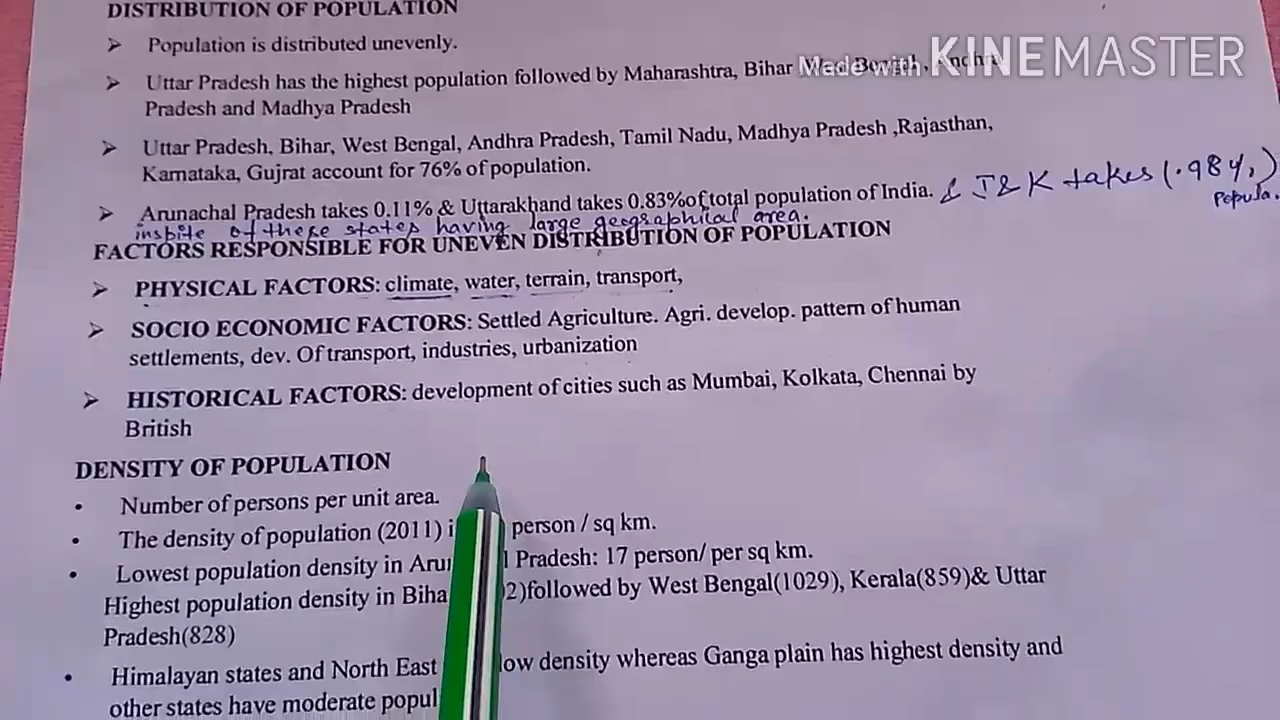 DISTRIBUTION OF POPULATION
➢ Population is distributed unevenly.
➢ Uttar Pradesh has the highest population followed by Maharashtra, Bihar
Made with KINEMASTER
Pradesh and Madhya Pradesh
➢ Uttar Pradesh, Bihar, West Bengal, Andhra Pradesh, Tamil Nadu, Madhya Pradesh ,Rajasthan,
Karnataka, Gujrat account for 76% of population.
➢ Arunachal Pradesh takes 0.11% & Uttarakhand takes 0.83%of total population of India. & J & K takes (.98%)
Popula.
inspite of these states having large geographical area.
FACTORS RESPONSIBLE FOR UNEVEN DISTRIBUTION OF POPULATION
➢ PHYSICAL FACTORS: climate, water, terrain, transport,
➢ SOCIO ECONOMIC FACTORS: Settled Agriculture. Agri. develop. pattern of human
settlements, dev. Of transport, industries, urbanization
➢ HISTORICAL FACTORS: development of cities such as Mumbai, Kolkata, Chennai by
British
DENSITY OF POPULATION
• Number of persons per unit area.
• The density of population (2011) person / sq km.
• Lowest population density in Pradesh: 17 person/ per sq km.
Highest population density in followed by West Bengal(1029), Kerala(859)& Uttar
Pradesh(828)
• Himalayan states and North East low density whereas Ganga plain has highest density and
other states have moderate